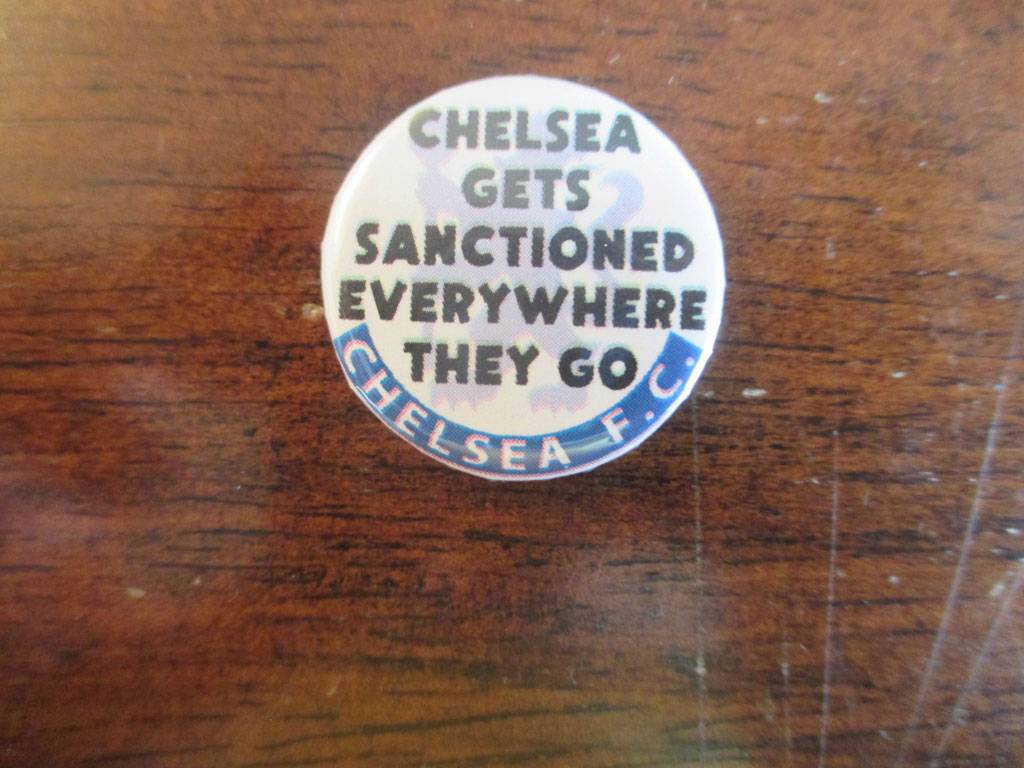 CHELSEA
GETS
SANCTIONED
EVERYWHERE
THEY GO
CHELSEA F.C.